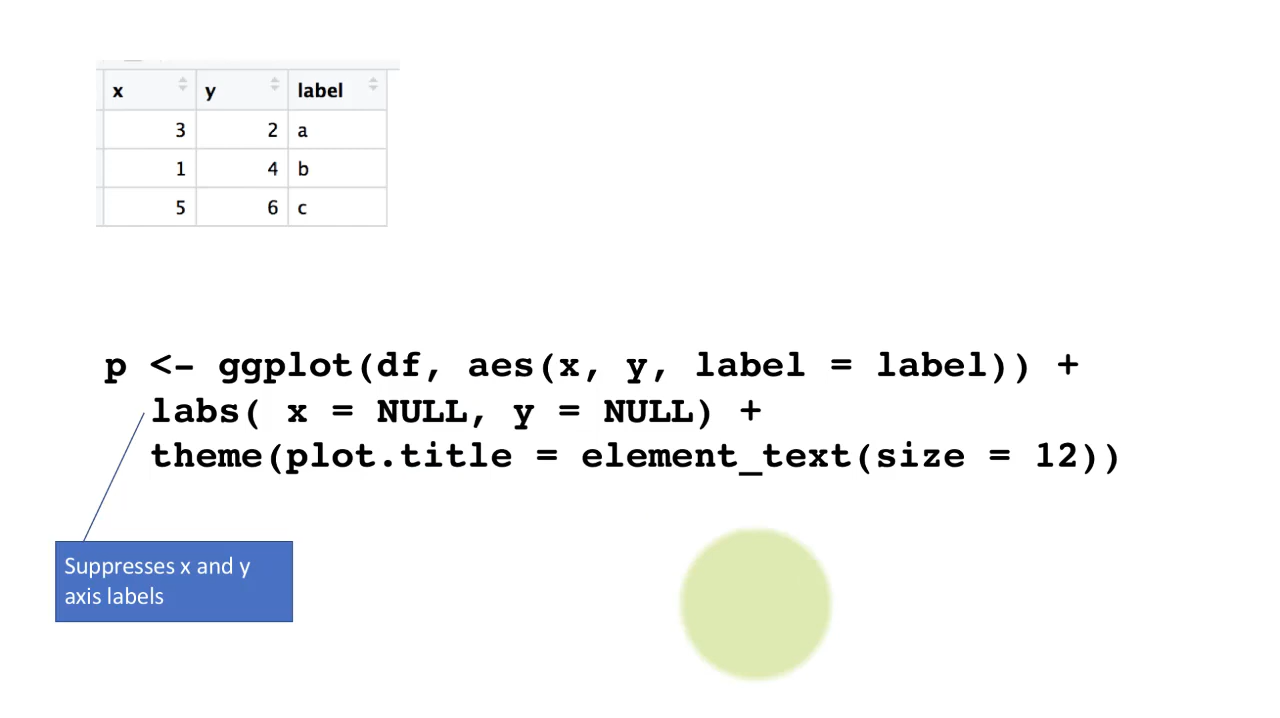 x y label
3 2 a
1 4 b
5 6 c
p <- ggplot(df, aes(x, y, label = label)) +
labs( x = NULL, y = NULL) +
theme(plot.title = element_text(size = 12))
Suppresses x and y
axis labels